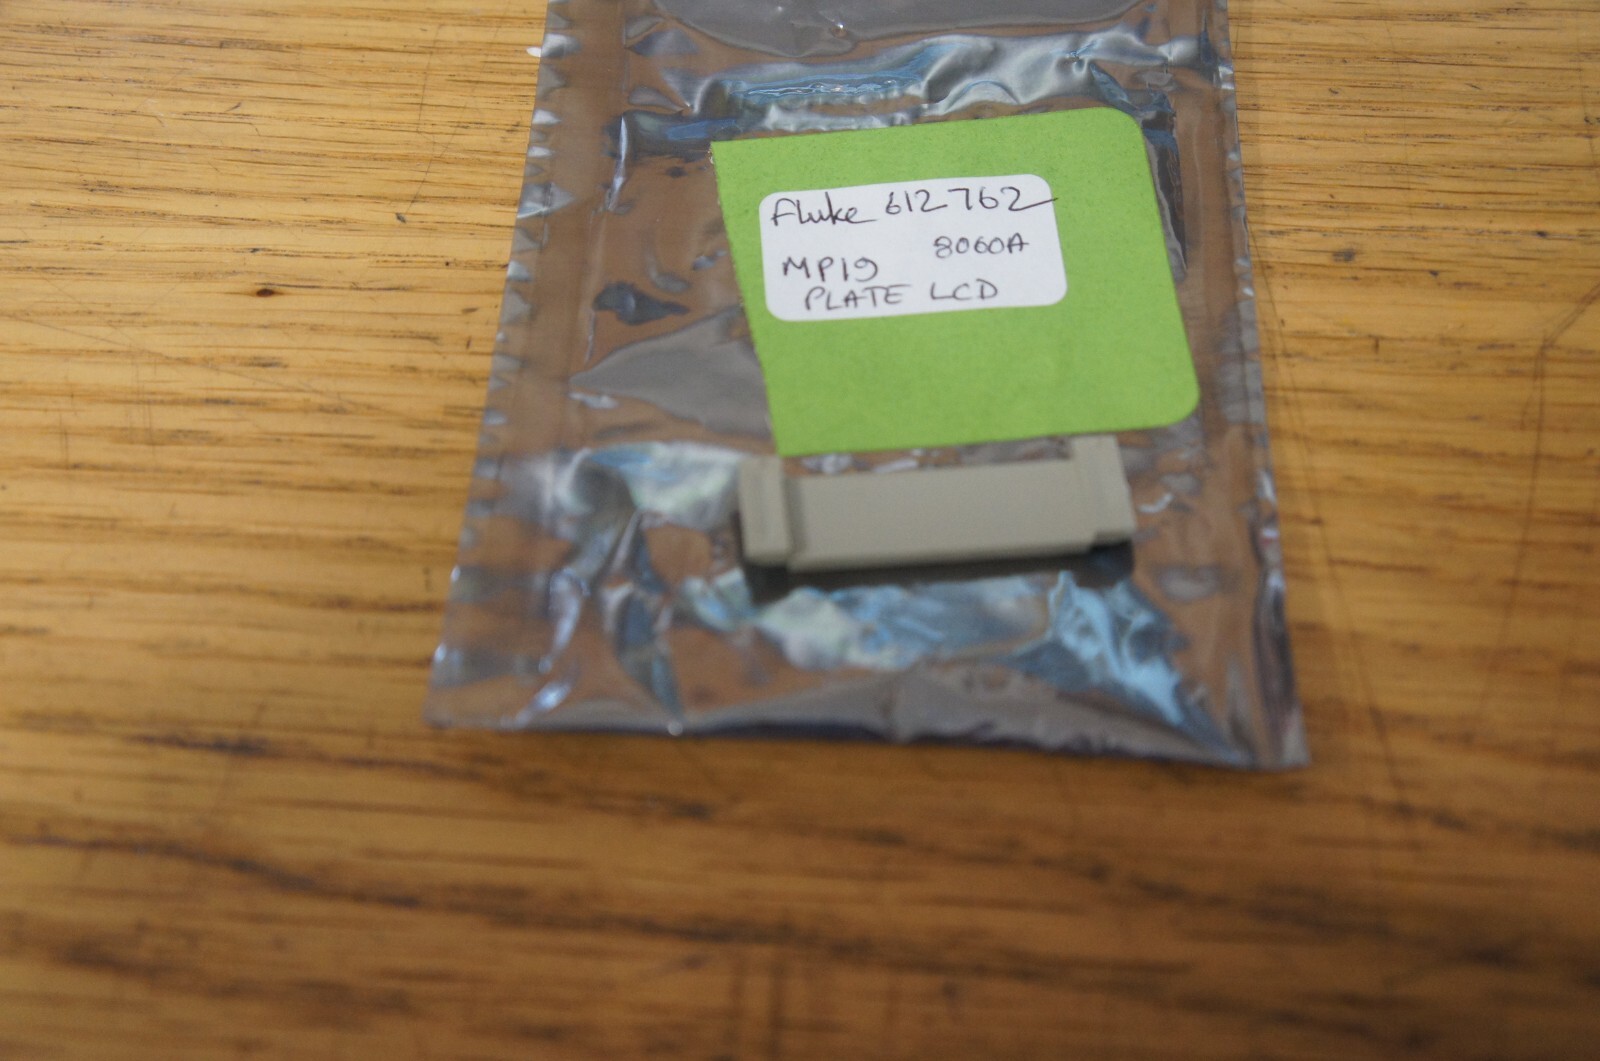 Fluke 612762
8060A
MP19
PLATE LCD